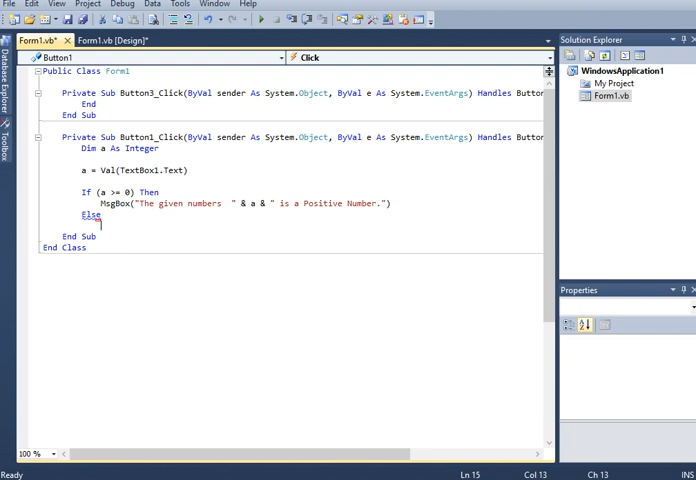 File Edit View Project Debug Data Tools Window Help
Form1.vb* Form1.vb [Design]*
Button1
Click
Database Explorer
Toolbox
Public Class Form1
Private Sub Button3_Click(ByVal sender As System.Object, ByVal e As System.EventArgs) Handles Button
End
End Sub
Private Sub Button1_Click(ByVal sender As System.Object, ByVal e As System.EventArgs) Handles Button
Dim a As Integer
a = Val(TextBox1.Text)
If (a >= 0) Then
MsgBox("The given numbers  " & a & " is a Positive Number.")
Else
End Sub
End Class
100 %
Solution Explorer
WindowsApplication1
My Project
Form1.vb
Properties
Ready
Ln 15
Col 13
Ch 13
INS